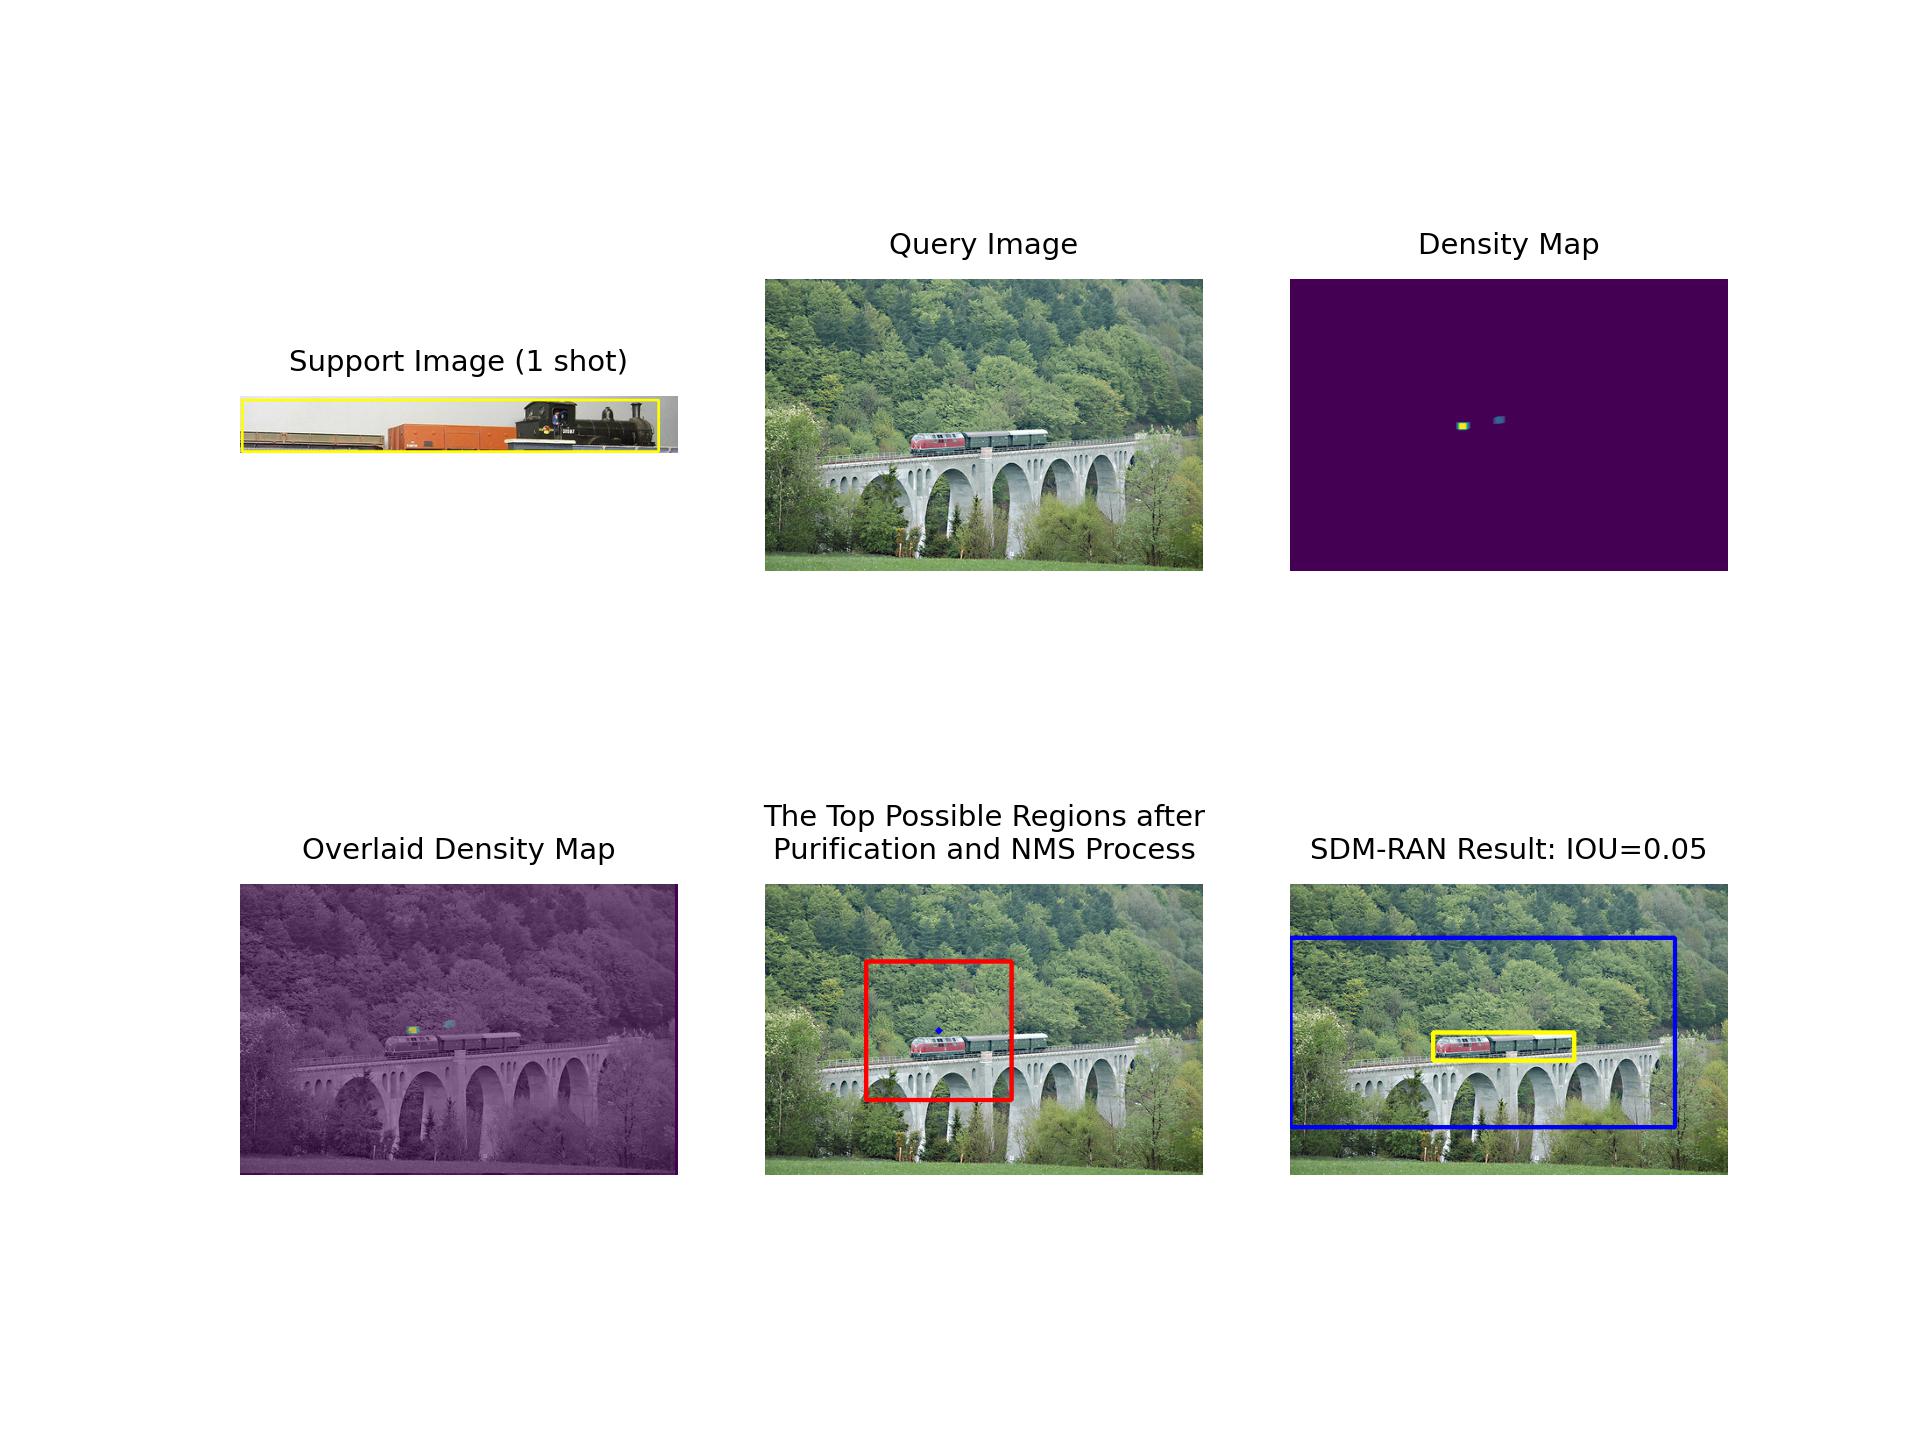 Query Image
Density Map
Support Image (1 shot)
The Top Possible Regions after
Overlaid Density Map
Purification and NMS Process
SDM-RAN Result: IOU=0.05